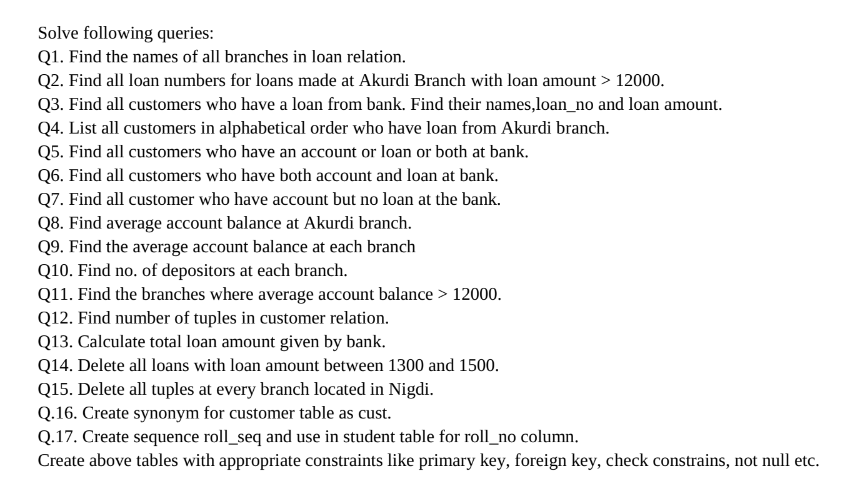 Solve following queries:
Q1. Find the names of all branches in loan relation.
Q2. Find all loan numbers for loans made at Akurdi Branch with loan amount > 12000.
Q3. Find all customers who have a loan from bank. Find their names,loan_no and loan amount.
Q4. List all customers in alphabetical order who have loan from Akurdi branch.
Q5. Find all customers who have an account or loan or both at bank.
Q6. Find all customers who have both account and loan at bank.
Q7. Find all customer who have account but no loan at the bank.
Q8. Find average account balance at Akurdi branch.
Q9. Find the average account balance at each branch
Q10. Find no. of depositors at each branch.
Q11. Find the branches where average account balance > 12000.
Q12. Find number of tuples in customer relation.
Q13. Calculate total loan amount given by bank.
Q14. Delete all loans with loan amount between 1300 and 1500.
Q15. Delete all tuples at every branch located in Nigdi.
Q.16. Create synonym for customer table as cust.
Q.17. Create sequence roll_seq and use in student table for roll_no column.
Create above tables with appropriate constraints like primary key, foreign key, check constrains, not null etc.